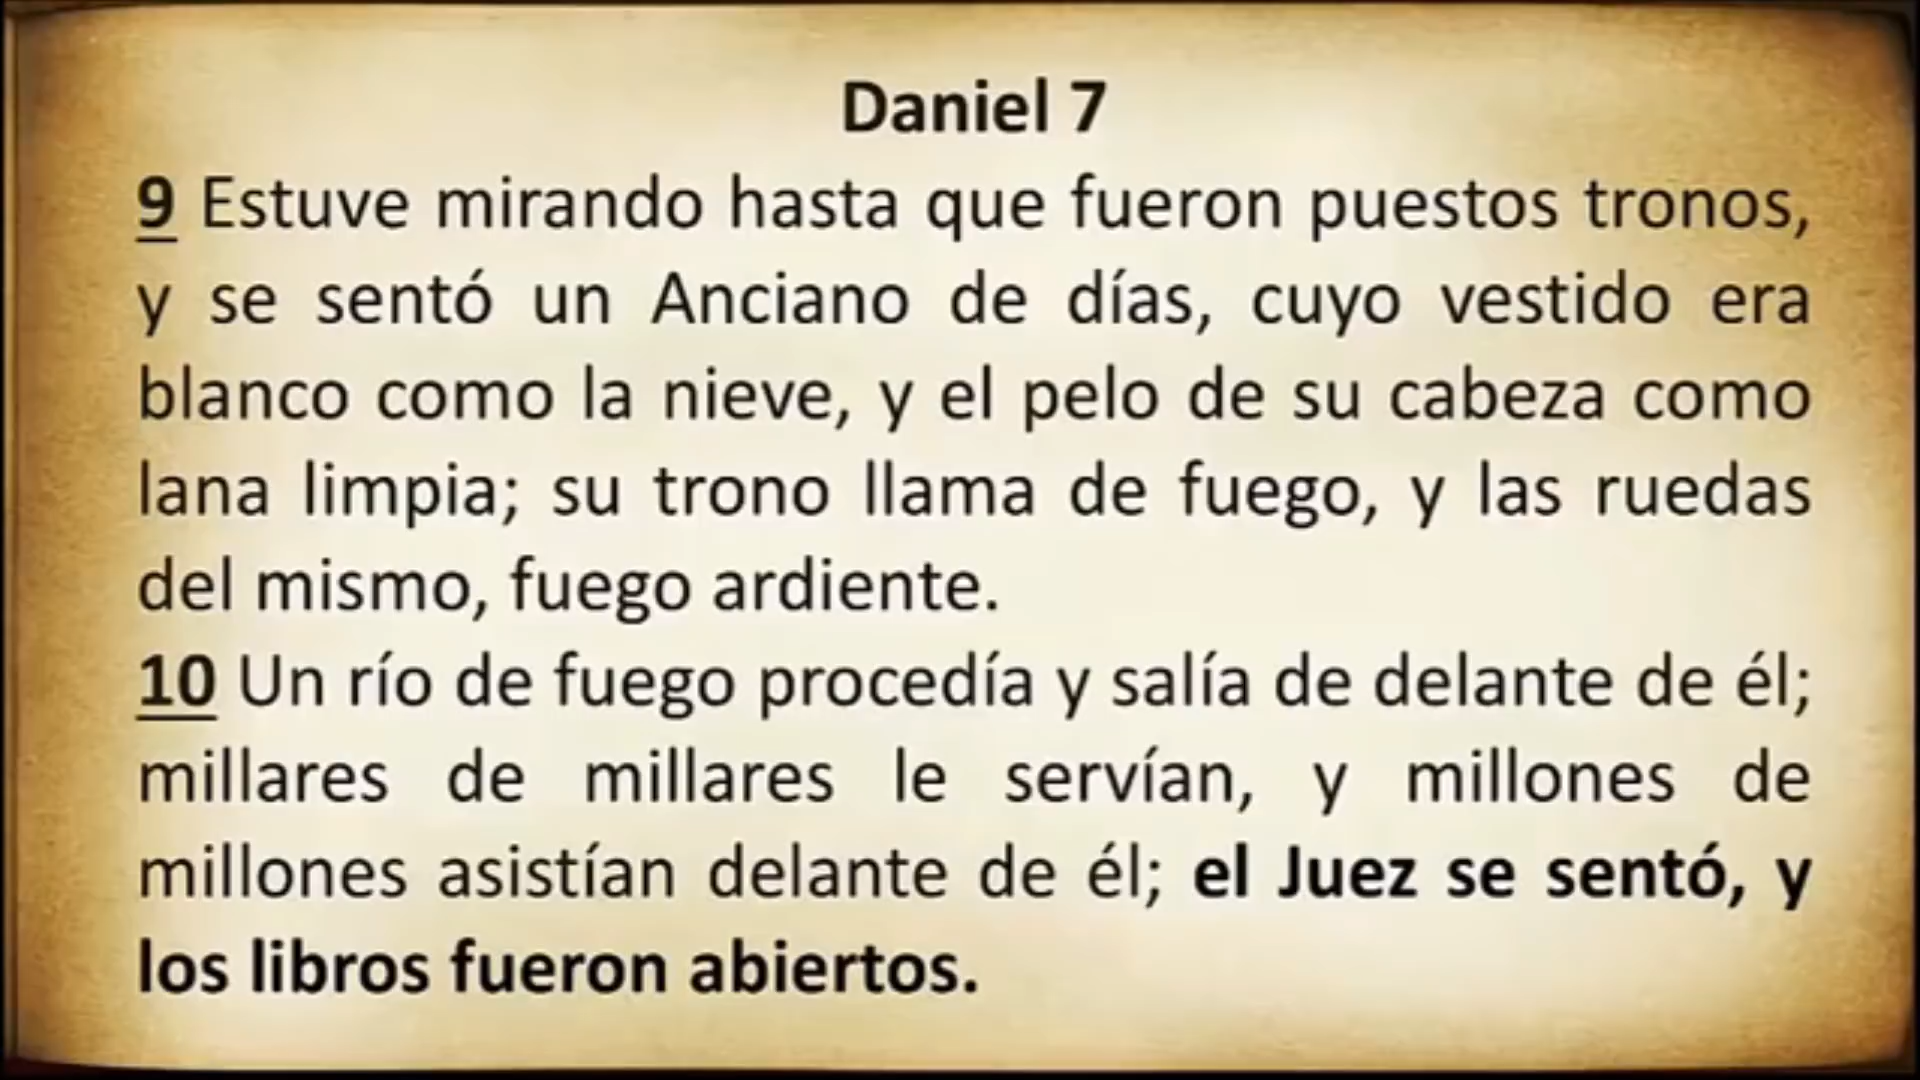 Daniel 7
9 Estuve mirando hasta que fueron puestos tronos,
y se sentó un Anciano de días, cuyo vestido era
blanco como la nieve, y el pelo de su cabeza como
lana limpia; su trono llama de fuego, y las ruedas
del mismo, fuego ardiente.
10 Un río de fuego procedía y salía de delante de él;
millares de millares le servían, y millones de
millones asistían delante de él; el Juez se sentó, y
los libros fueron abiertos.